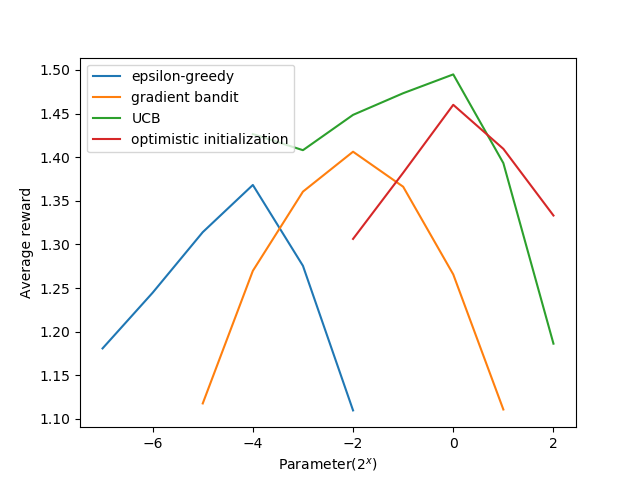 epsilon-greedy
gradient bandit
UCB
optimistic initialization
1.50
1.45
1.40
1.35
1.30
1.25
1.20
1.15
1.10
Average reward
−6 −4 −2 0 2
Parameter(2^x)